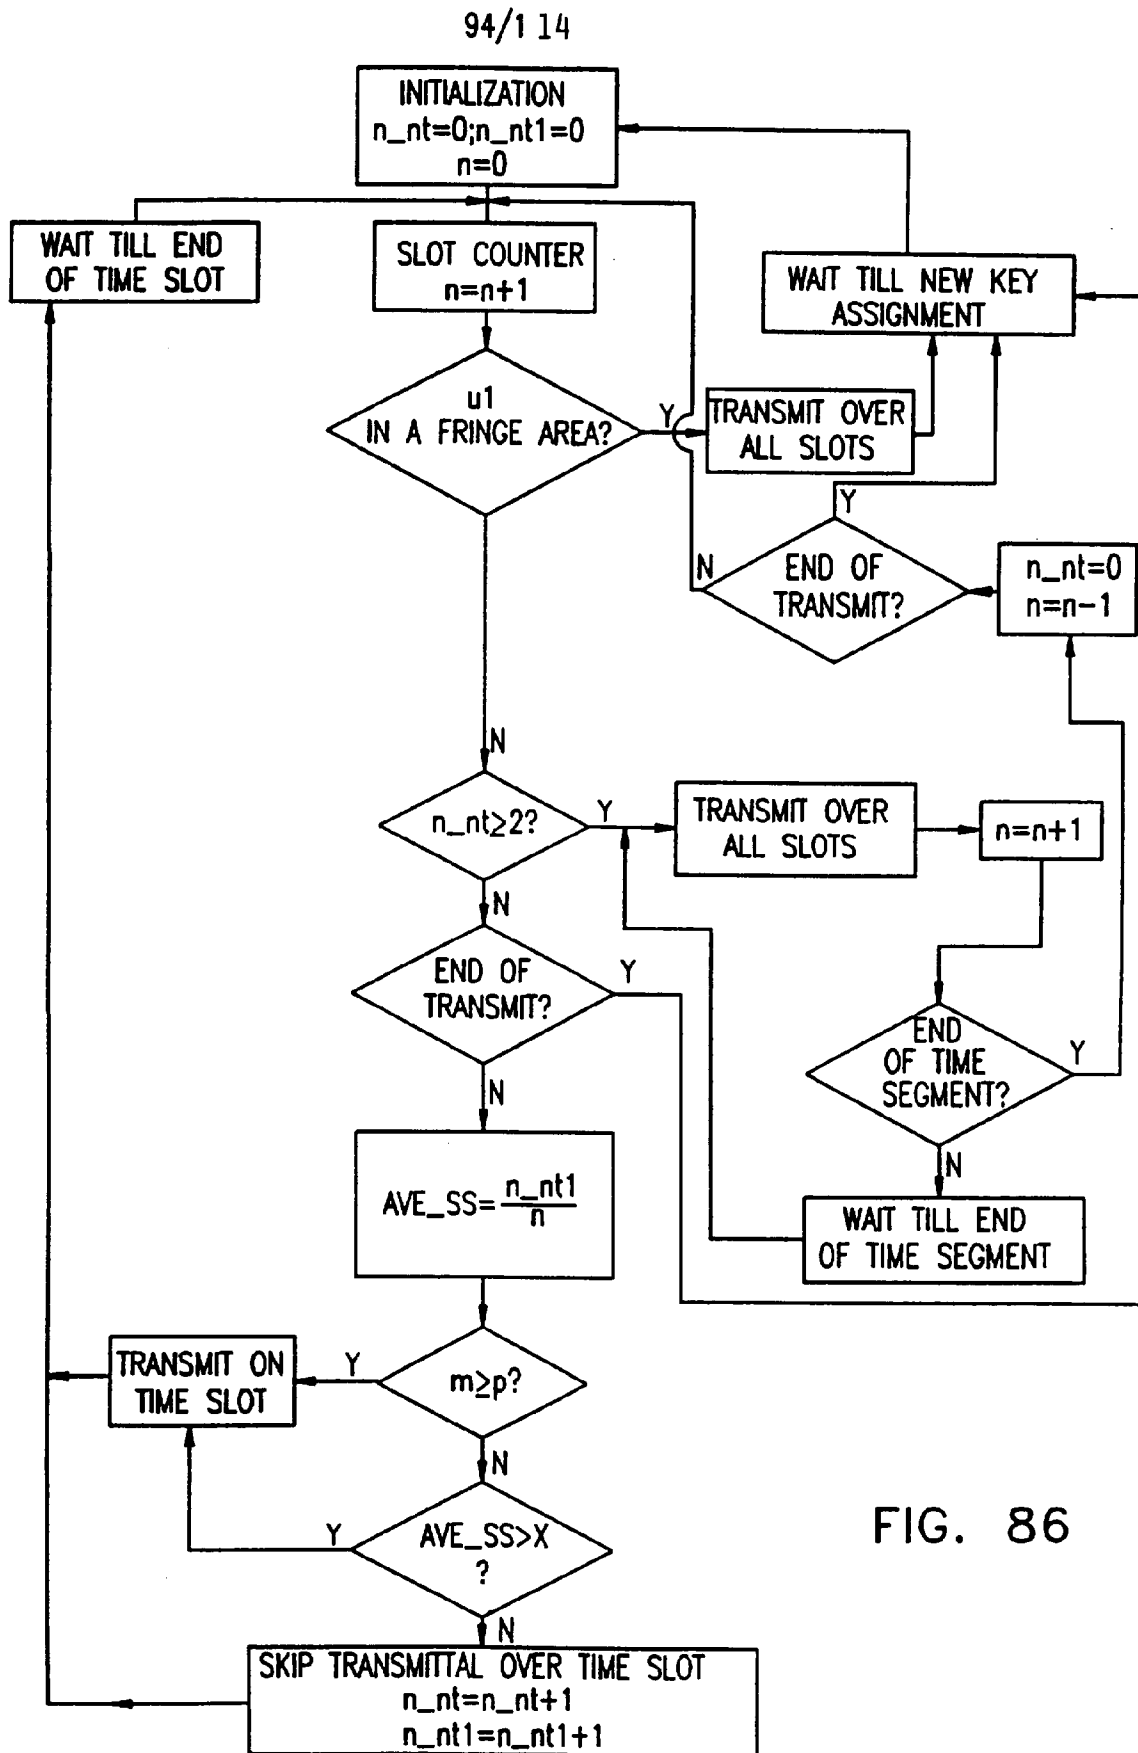 94/114
INITIALIZATION
n_nt=0;n_nt1=0
n=0
WAIT TILL END
OF TIME SLOT
SLOT COUNTER
n=n+1
WAIT TILL NEW KEY
ASSIGNMENT
u1
IN A FRINGE AREA?
Y
TRANSMIT OVER
ALL SLOTS
Y
N
END OF
TRANSMIT?
n_nt=0
n=n-1
N
n_nt≥2?
Y
TRANSMIT OVER
ALL SLOTS
n=n+1
N
END OF
TRANSMIT?
Y
END
OF TIME
SEGMENT?
Y
N
N
AVE_SS=n_nt1/n
WAIT TILL END
OF TIME SEGMENT
TRANSMIT ON
TIME SLOT
Y
m≥p?
N
Y
AVE_SS>X
?
N
SKIP TRANSMITTAL OVER TIME SLOT
n_nt=n_nt+1
n_nt1=n_nt1+1
FIG. 86